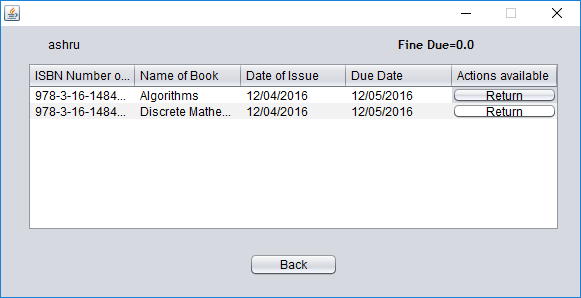 ashru Fine Due=0.0
ISBN Number o... Name of Book Date of Issue Due Date Actions available
978-3-16-1484... Algorithms 12/04/2016 12/05/2016 Return
978-3-16-1484... Discrete Mathe... 12/04/2016 12/05/2016 Return
Back